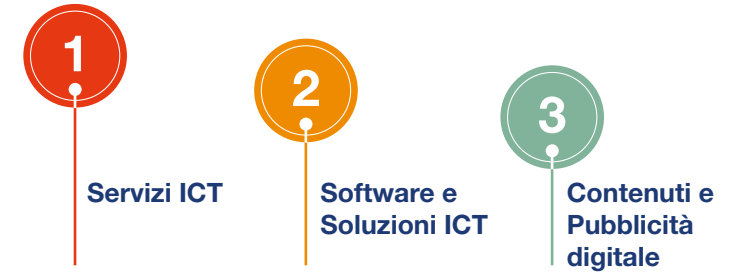 1
Servizi ICT
2
Software e
Soluzioni ICT
3
Contenuti e
Pubblicità
digitale